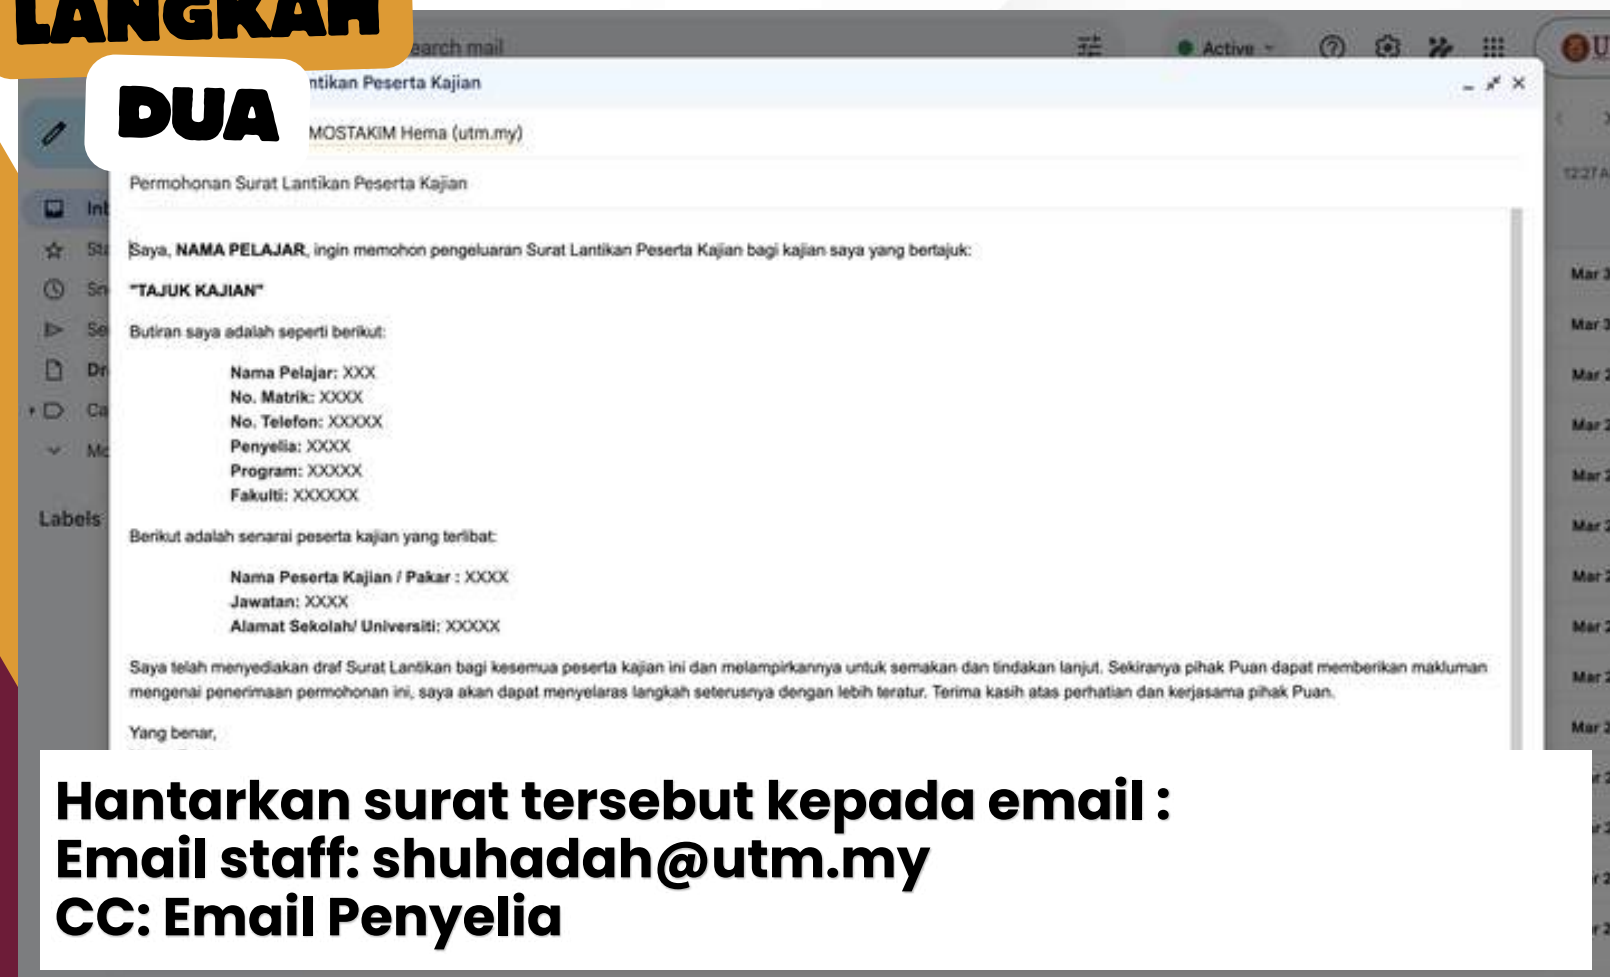 LANGKAH
DUA
earch mail
Active
U
ntikan Peserta Kajian
MOSTAKIM Hema (utm.my)
Permohonan Surat Lantikan Peserta Kajian
Saya, NAMA PELAJAR, ingin memohon pengeluaran Surat Lantikan Peserta Kajian bagi kajian saya yang bertajuk:
"TAJUK KAJIAN"
Butiran saya adalah seperti berikut:
Nama Pelajar: XXX
No. Matrik: XXXX
No. Telefon: XXXXX
Penyelia: XXXX
Program: XXXXX
Fakulti: XXXXXX
Berikut adalah senarai peserta kajian yang terlibat:
Nama Peserta Kajian / Pakar : XXXX
Jawatan: XXXX
Alamat Sekolah/ Universiti: XXXXX
Saya telah menyediakan draf Surat Lantikan bagi kesemua peserta kajian ini dan melampirkannya untuk semakan dan tindakan lanjut. Sekiranya pihak Puan dapat memberikan makluman
mengenai penerimaan permohonan ini, saya akan dapat menyelaras langkah seterusnya dengan lebih teratur. Terima kasih atas perhatian dan kerjasama pihak Puan.
Yang benar,
Labels
Hantarkan surat tersebut kepada email :
Email staff: shuhadah@utm.my
CC: Email Penyelia